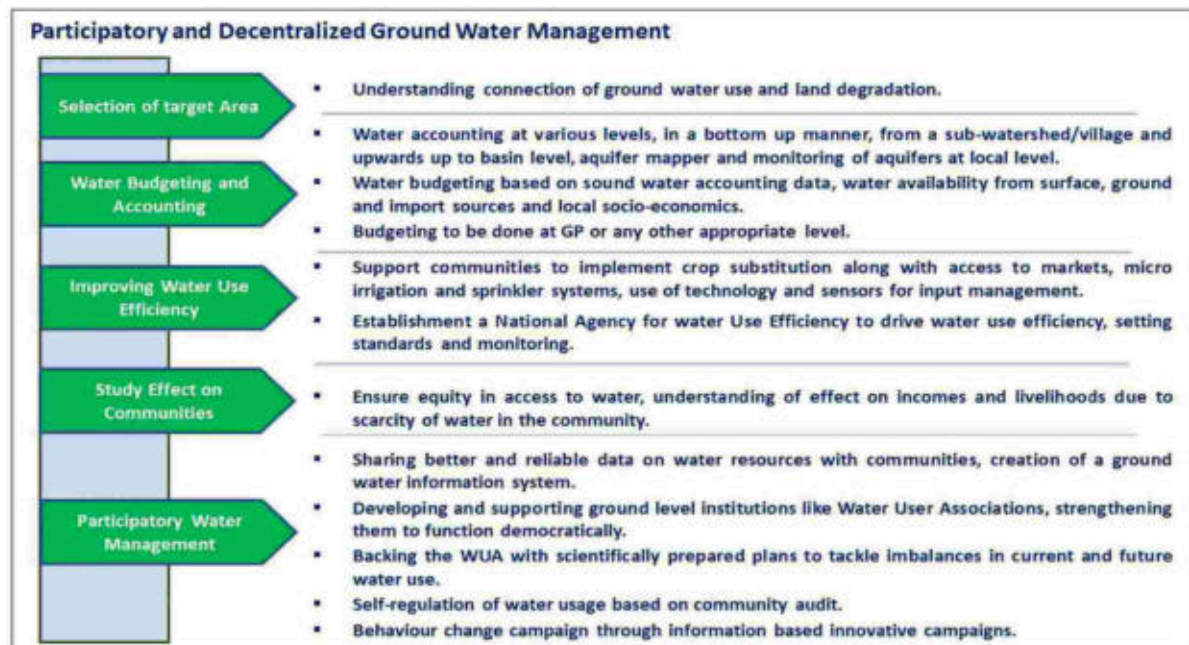 Participatory and Decentralized Ground Water Management
Selection of target Area
Understanding connection of ground water use and land degradation.
Water Budgeting and
Accounting
Water accounting at various levels, in a bottom up manner, from a sub-watershed/village and
upwards up to basin level, aquifer mapper and monitoring of aquifers at local level.
Water budgeting based on sound water accounting data, water availability from surface, ground
and import sources and local socio-economics.
Budgeting to be done at GP or any other appropriate level.
Improving Water Use
Efficiency
Support communities to implement crop substitution along with access to markets, micro
irrigation and sprinkler systems, use of technology and sensors for input management.
Establishment a National Agency for water Use Efficiency to drive water use efficiency, setting
standards and monitoring.
Study Effect on
Communities
Ensure equity in access to water, understanding of effect on incomes and livelihoods due to
scarcity of water in the community.
Participatory Water
Management
Sharing better and reliable data on water resources with communities, creation of a ground
water information system.
Developing and supporting ground level institutions like Water User Associations, strengthening
them to function democratically.
Backing the WUA with scientifically prepared plans to tackle imbalances in current and future
water use.
Self-regulation of water usage based on community audit.
Behaviour change campaign through information based innovative campaigns.